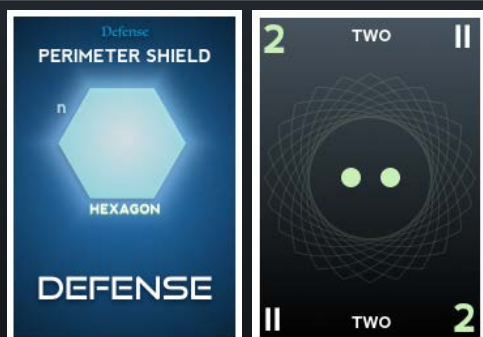 Defense
PERIMETER SHIELD
n
HEXAGON
DEFENSE
2 TWO II
II TWO 2